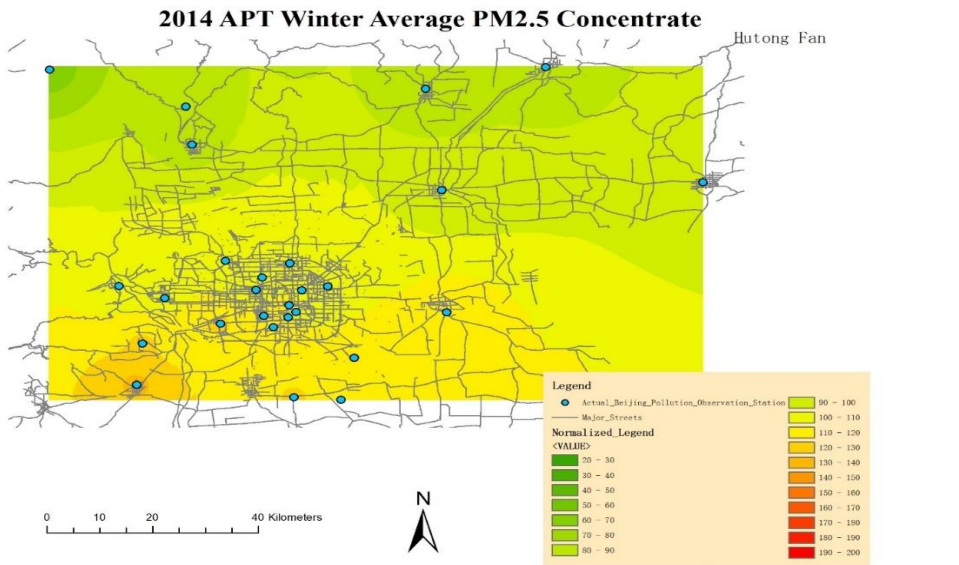 2014 APT Winter Average PM2.5 Concentrate
Hutong Fan
Legend
Actual_Beijing_Pollution_Observation_Station
Major_Streets
Normalized_Legend
<VALUE>
20 - 30
30 - 40
40 - 50
50 - 60
60 - 70
70 - 80
80 - 90
90 - 100
100 - 110
110 - 120
120 - 130
130 - 140
140 - 150
150 - 160
160 - 170
170 - 180
180 - 190
190 - 200
N
0 10 20 40 Kilometers